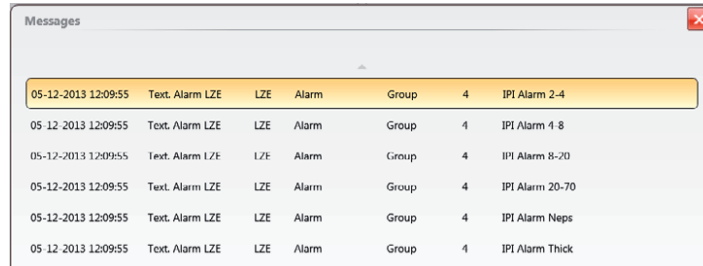 Messages
05-12-2013 12:09:55 Text. Alarm LZE LZE Alarm Group 4 IPI Alarm 2-4
05-12-2013 12:09:55 Text. Alarm LZE LZE Alarm Group 4 IPI Alarm 4-8
05-12-2013 12:09:55 Text. Alarm LZE LZE Alarm Group 4 IPI Alarm 8-20
05-12-2013 12:09:55 Text. Alarm LZE LZE Alarm Group 4 IPI Alarm 20-70
05-12-2013 12:09:55 Text. Alarm LZE LZE Alarm Group 4 IPI Alarm Neps
05-12-2013 12:09:55 Text. Alarm LZE LZE Alarm Group 4 IPI Alarm Thick